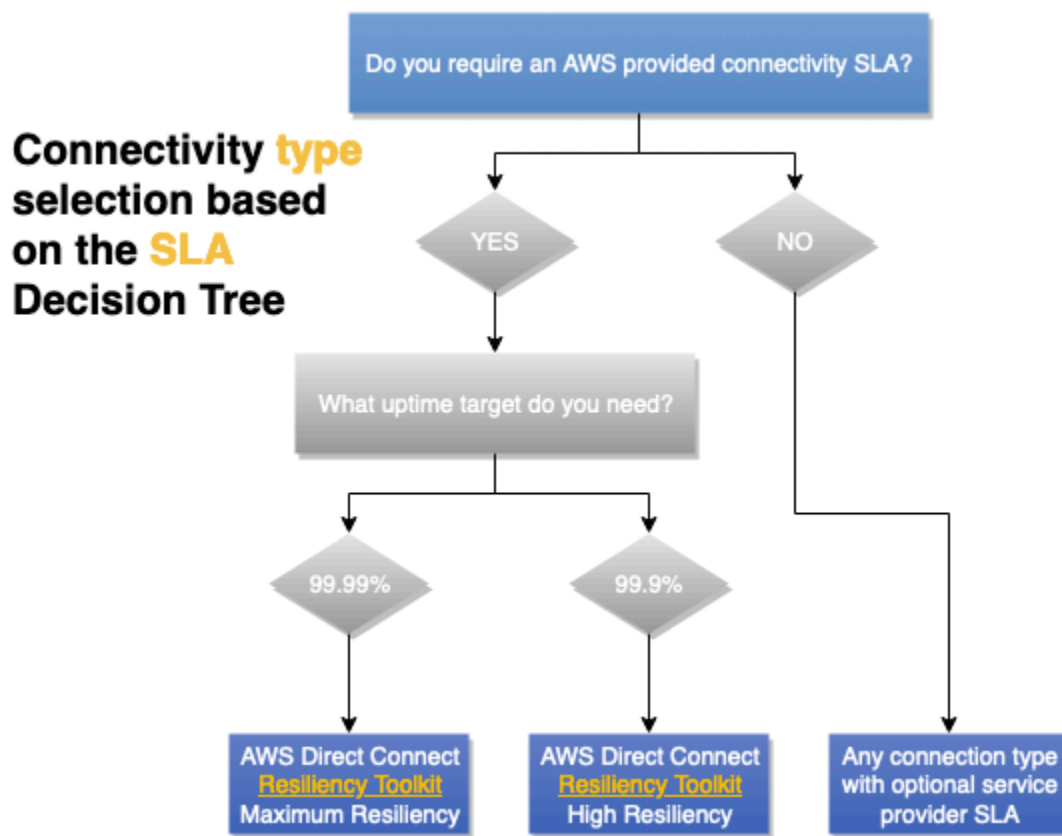 Do you require an AWS provided connectivity SLA?
Connectivity type
selection based
on the SLA
Decision Tree
YES
NO
What uptime target do you need?
99.99%
99.9%
AWS Direct Connect
Resiliency Toolkit
Maximum Resiliency
AWS Direct Connect
Resiliency Toolkit
High Resiliency
Any connection type
with optional service
provider SLA